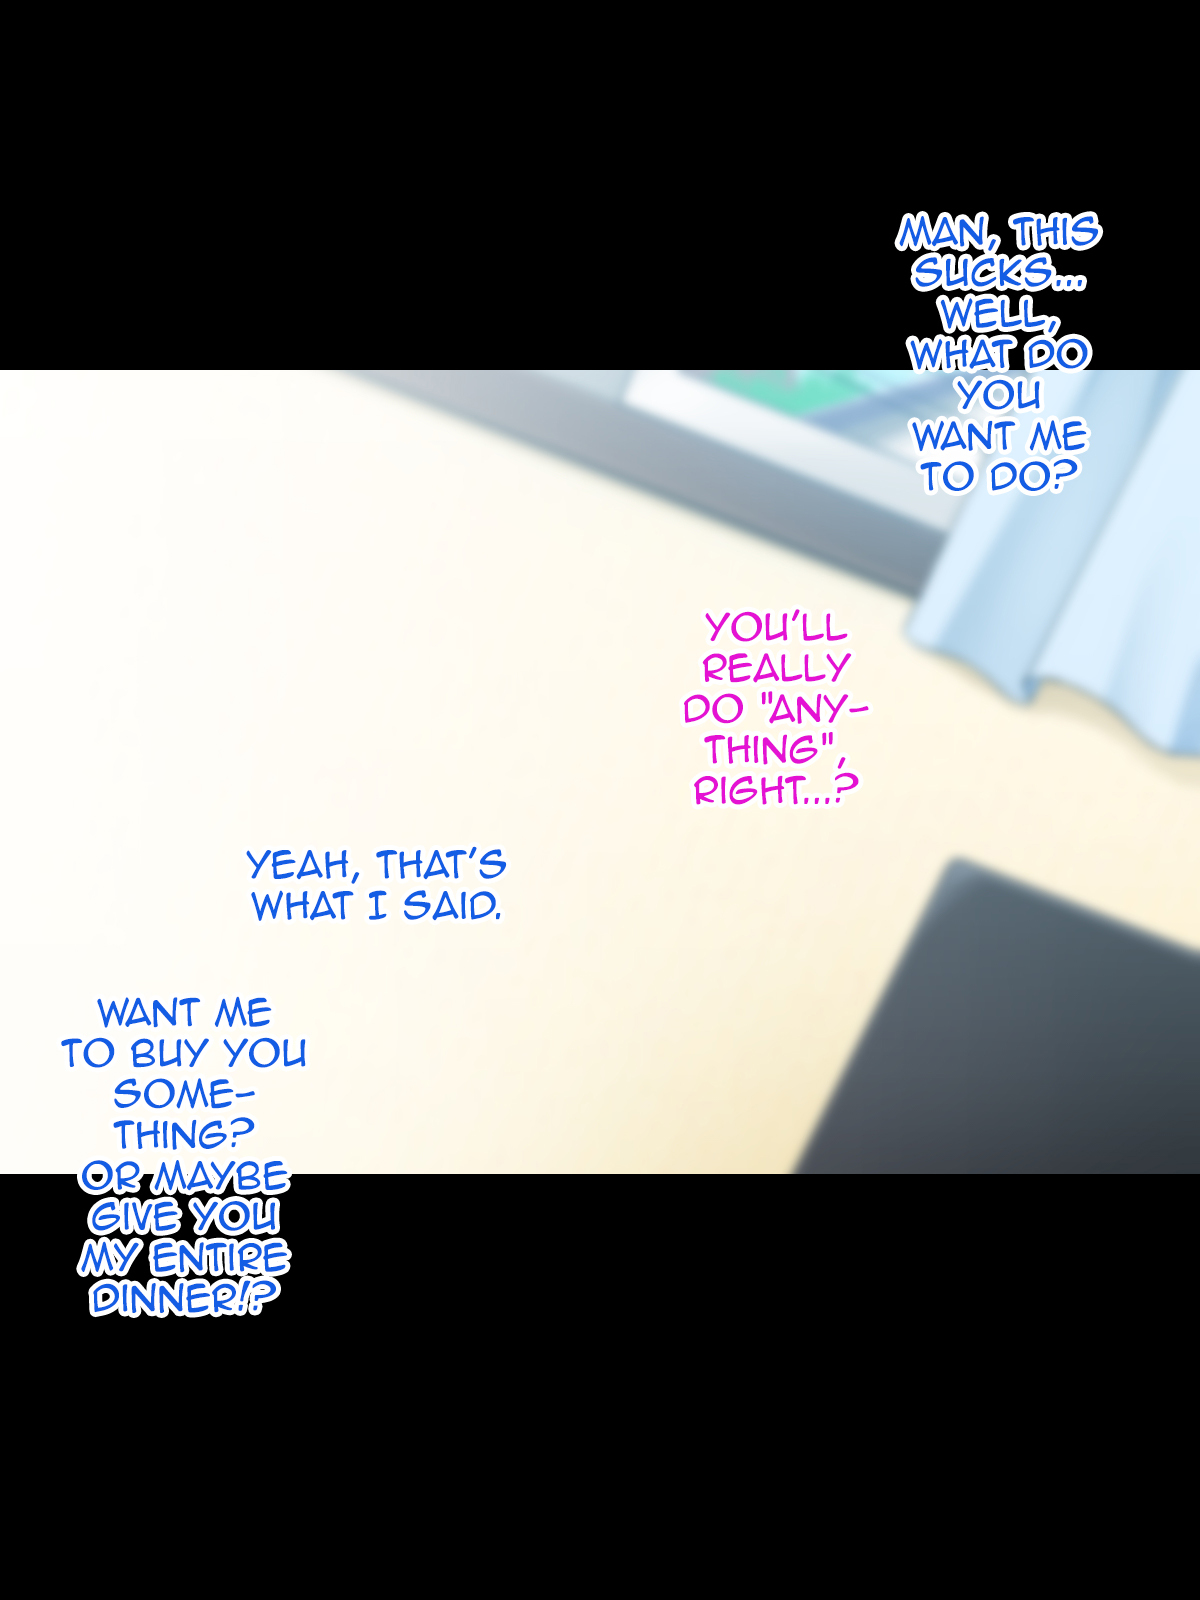 MAN, THIS
SUCKS...
WELL,
WHAT DO
YOU
WANT ME
TO DO?
YOU'LL
REALLY
DO "ANY-
THING",
RIGHT...?
YEAH, THAT'S
WHAT I SAID.
WANT ME
TO BUY YOU
SOME-
THING?
OR MAYBE
GIVE YOU
MY ENTIRE
DINNER!?